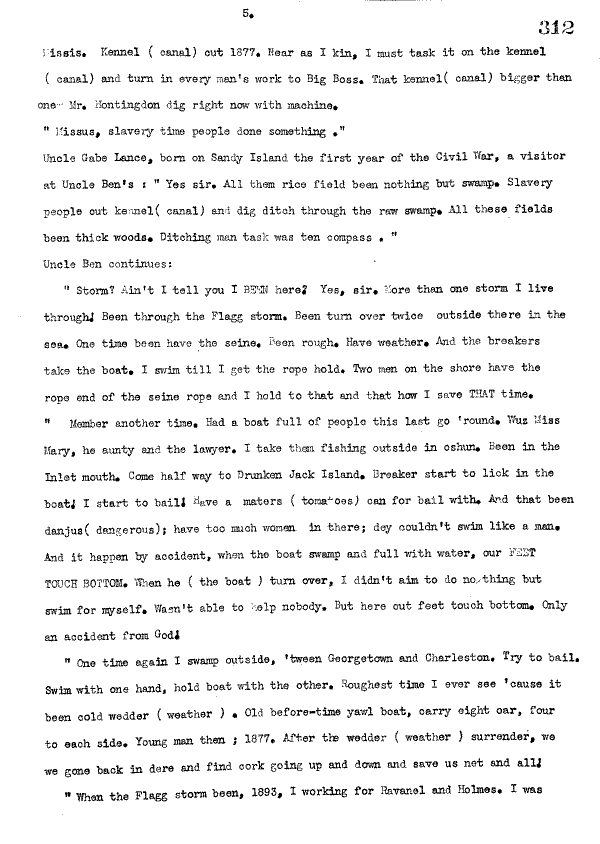 5.
312
Missis. Kennel ( canal) cut 1877. Near as I kin, I must task it on the kennel
( canal) and turn in every man's work to Big Boss. That kennel( canal) bigger than
one Mr. Huntingdon dig right now with machine.
" Missus, slavery time people done something ."
Uncle Gabe Lance, born on Sandy Island the first year of the Civil War, a visitor
at Uncle Ben's : " Yes sir. All them rice field been nothing but swamp. Slavery
people cut kennel( canal) and dig ditch through the raw swamp. All these fields
been thick woods. Ditching man task was ten compass . "
Uncle Ben continues:
" Storm? Ain't I tell you I BEEN here? Yes, sir. More than one storm I live
through! Been through the Flagg storm. Been turn over twice outside there in the
sea. One time been have the seine. Been rough. Have weather. And the breakers
take the boat. I swim till I get the rope hold. Two men on the shore have the
rope end of the seine rope and I hold to that and that how I save THAT time.
" Member another time. Had a boat full of people this last go 'round. Wuz Miss
Mary, he aunty and the lawyer. I take them fishing outside in oshun. Been in the
Inlet mouth. Come half way to Drunken Jack Island. Breaker start to lick in the
boat! I start to bail! Have a maters ( tomatoes) can for bail with. And that been
danjus( dangerous); have too much women in there; dey couldn't swim like a man.
And it happen by accident, when the boat swamp and full with water, our FEET
TOUCH BOTTOM. When he ( the boat ) turn over, I didn't aim to do nothing but
swim for myself. Wasn't able to help nobody. But here out feet touch bottom. Only
an accident from God!
" One time again I swamp outside, 'tween Georgetown and Charleston. Try to bail.
Swim with one hand, hold boat with the other. Roughest time I ever see 'cause it
been cold wedder ( weather ) . Old before-time yawl boat, carry eight oar, four
to each side. Young man then ; 1877. After the wedder ( weather ) surrender, we
we gone back in dere and find cork going up and down and save us net and all!
" When the Flagg storm been, 1893, I working for Ravanel and Holmes. I was